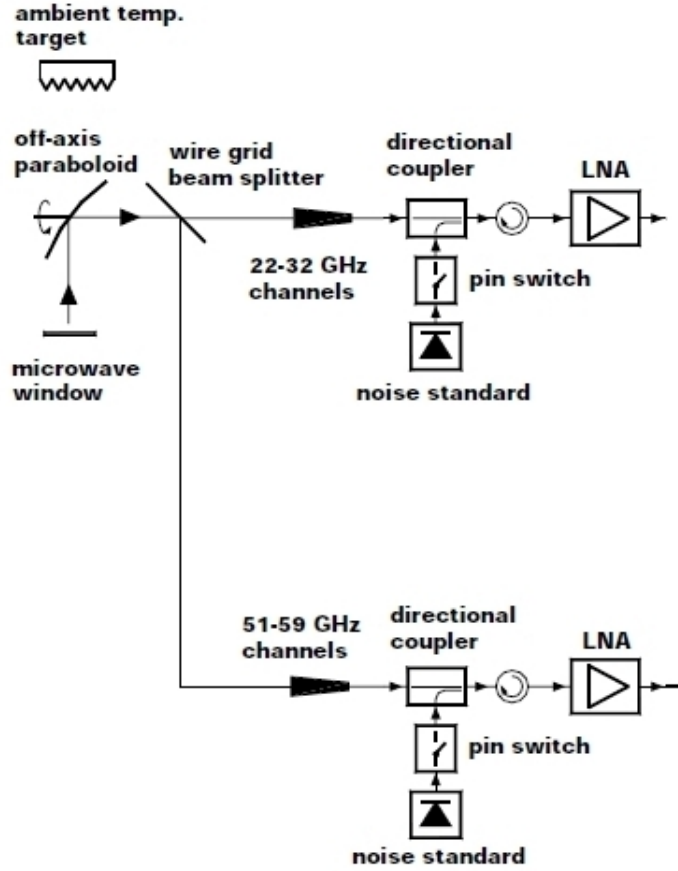 ambient temp.
target
off-axis
paraboloid
wire grid
beam splitter
directional
coupler
LNA
22-32 GHz
channels
pin switch
microwave
window
noise standard
51-59 GHz
channels
directional
coupler
LNA
pin switch
noise standard